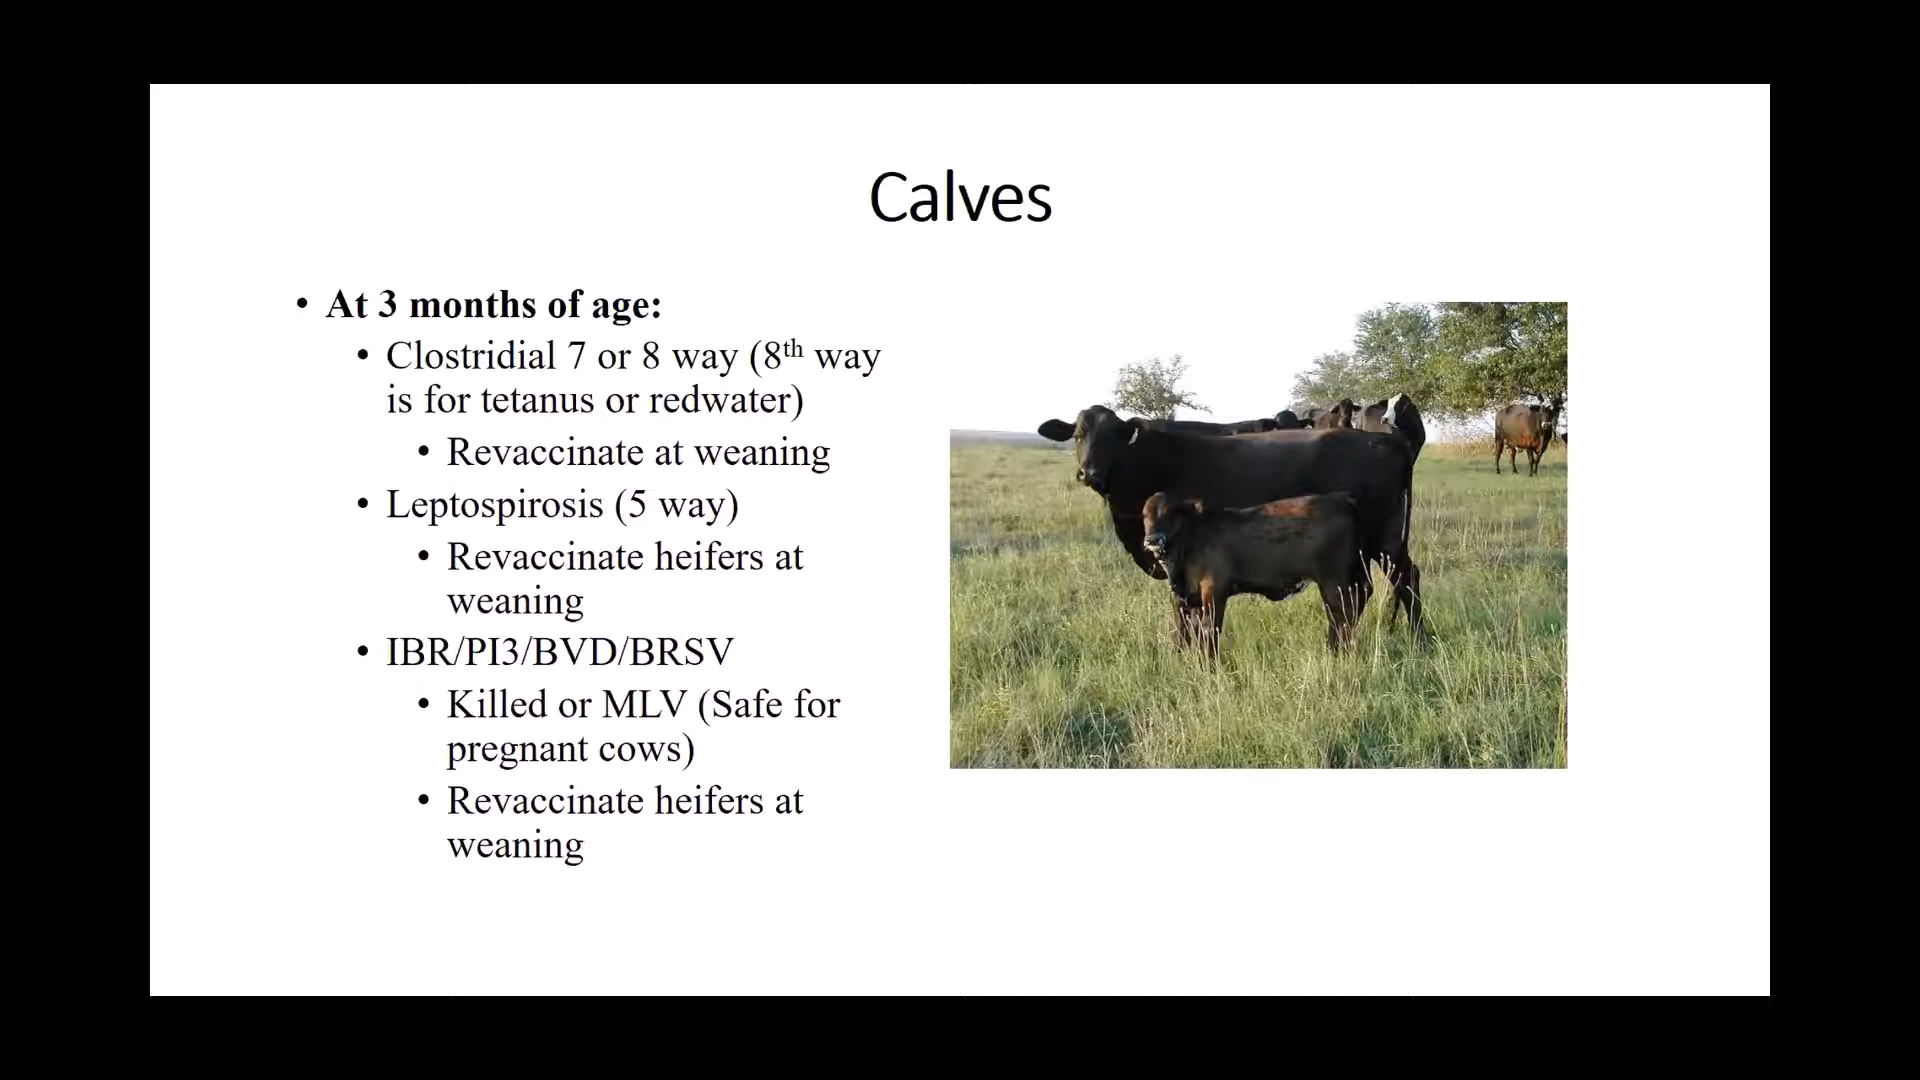 Calves
• At 3 months of age:
• Clostridial 7 or 8 way (8th way
is for tetanus or redwater)
• Revaccinate at weaning
• Leptospirosis (5 way)
• Revaccinate heifers at
weaning
• IBR/PI3/BVD/BRSV
• Killed or MLV (Safe for
pregnant cows)
• Revaccinate heifers at
weaning